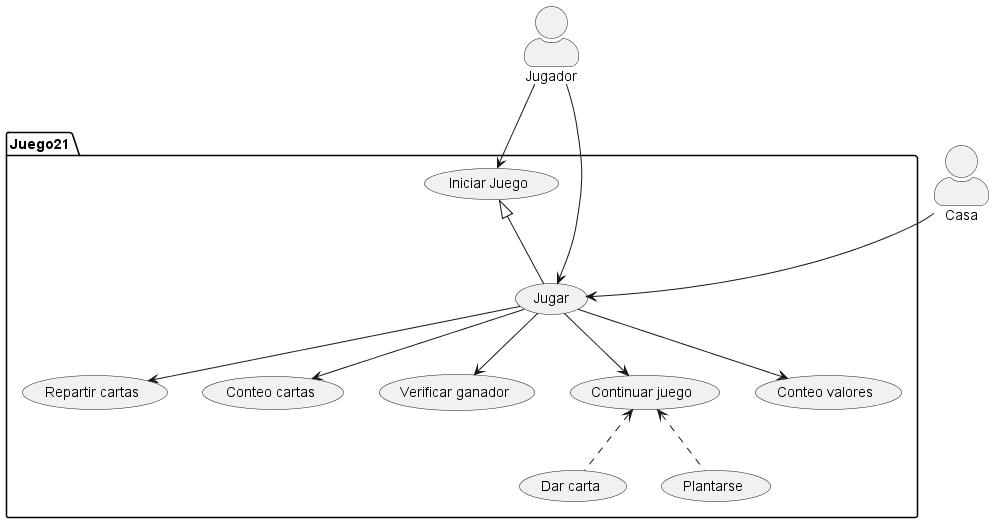 Jugador
Juego21
Iniciar Juego
Casa
Jugar
Repartir cartas
Conteo cartas
Verificar ganador
Continuar juego
Conteo valores
Dar carta
Plantarse